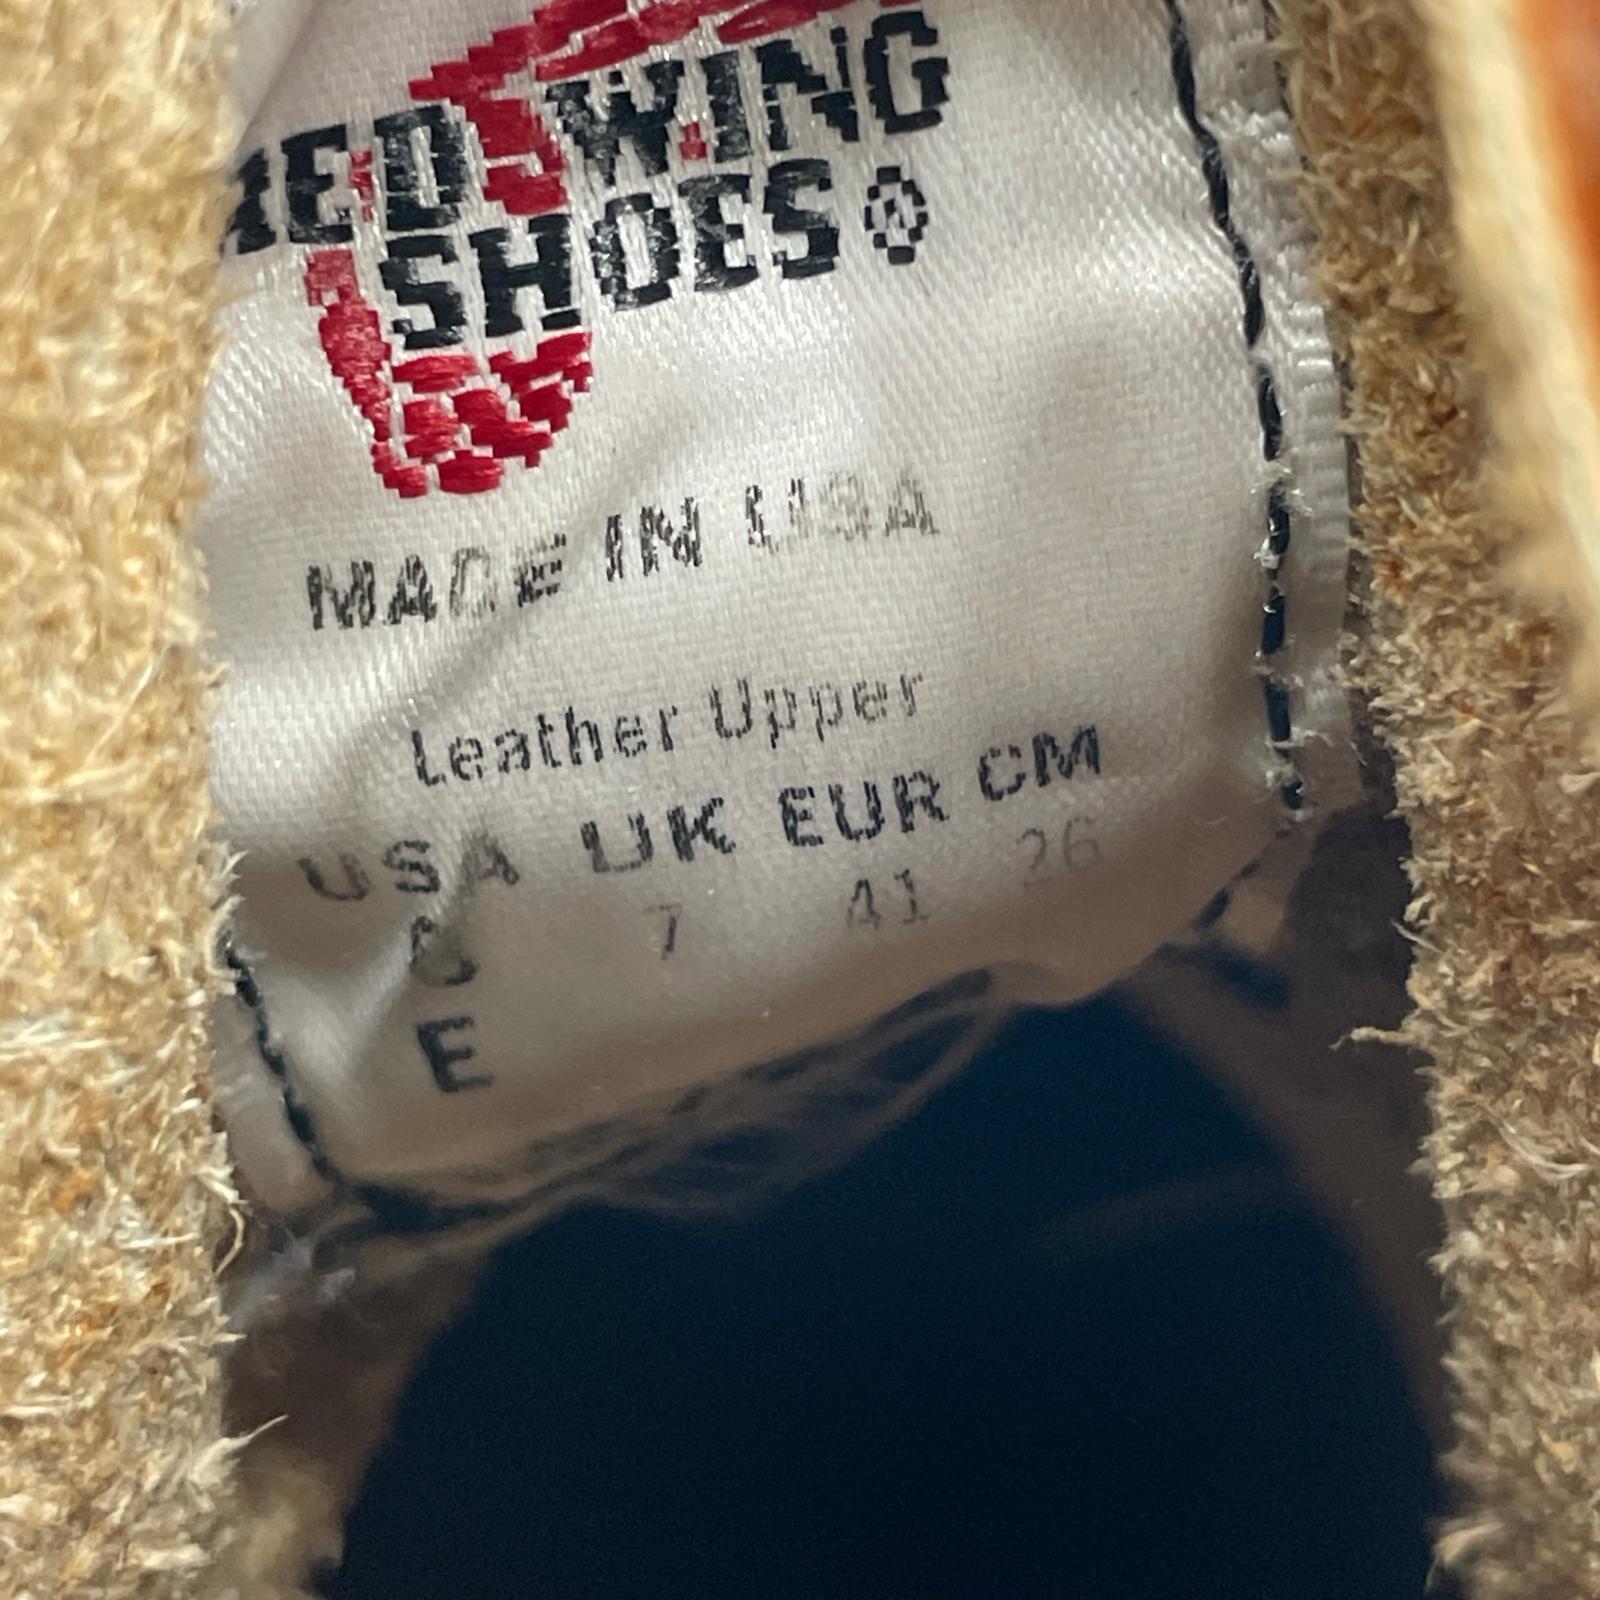 RED WING
SHOES®
MADE IN USA
Leather Upper
USA UK EUR CM
7 41 26
E